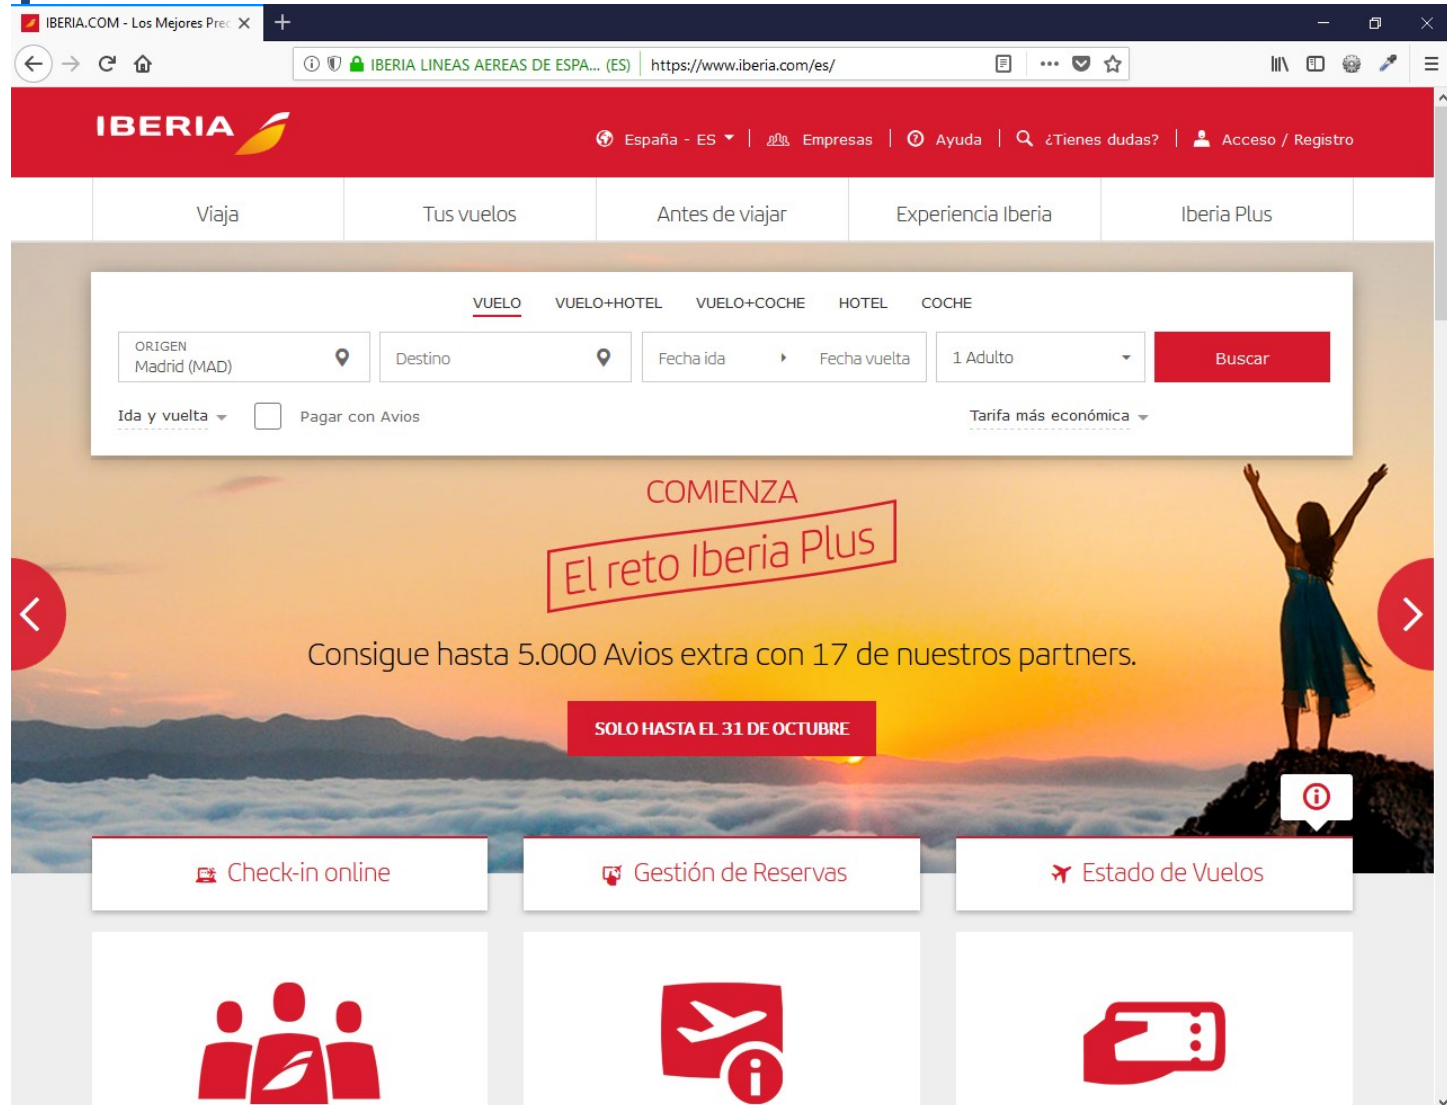 IBERIA.COM - Los Mejores Prec
IBERIA LINEAS AEREAS DE ESPA... (ES) https://www.iberia.com/es/
IBERIA
España - ES Empresas Ayuda ¿Tienes dudas? Acceso / Registro
Viaja Tus vuelos Antes de viajar Experiencia Iberia Iberia Plus
VUELO VUELO+HOTEL VUELO+COCHE HOTEL COCHE
ORIGEN
Madrid (MAD) Destino Fecha ida Fecha vuelta 1 Adulto Buscar
Ida y vuelta Pagar con Avios Tarifa más económica
COMIENZA
El reto Iberia Plus
Consigue hasta 5.000 Avios extra con 17 de nuestros partners.
SOLO HASTA EL 31 DE OCTUBRE
Check-in online Gestión de Reservas Estado de Vuelos